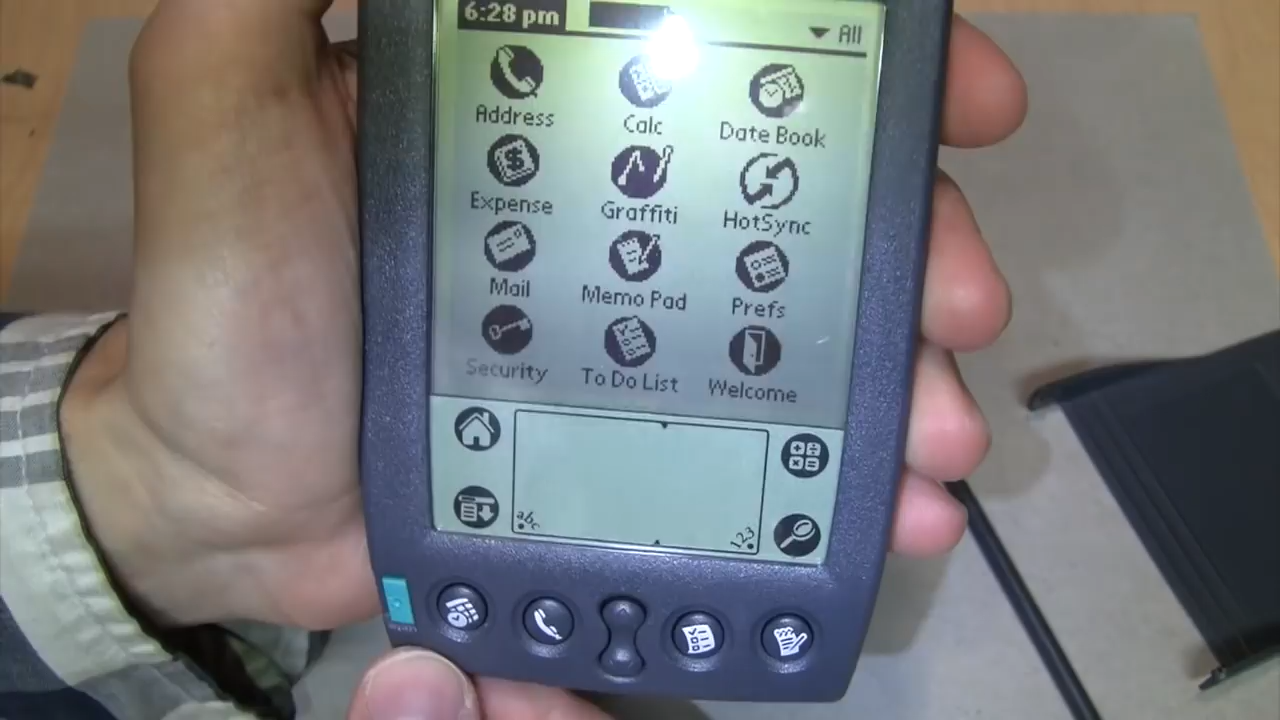 6:28 pm
All
Address
Calc
Date Book
Expense
Graffiti
HotSync
Mail
Memo Pad
Prefs
Security
To Do List
Welcome
abc
123